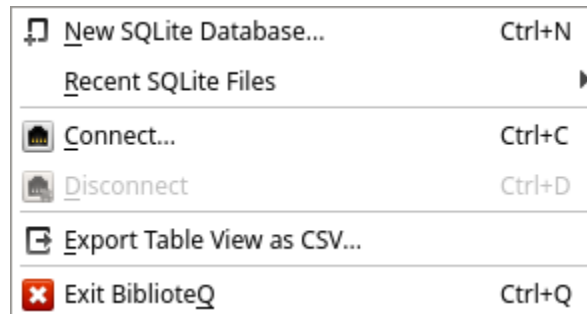 New SQLite Database... Ctrl+N
Recent SQLite Files
Connect... Ctrl+C
Disconnect Ctrl+D
Export Table View as CSV...
Exit BiblioteQ Ctrl+Q